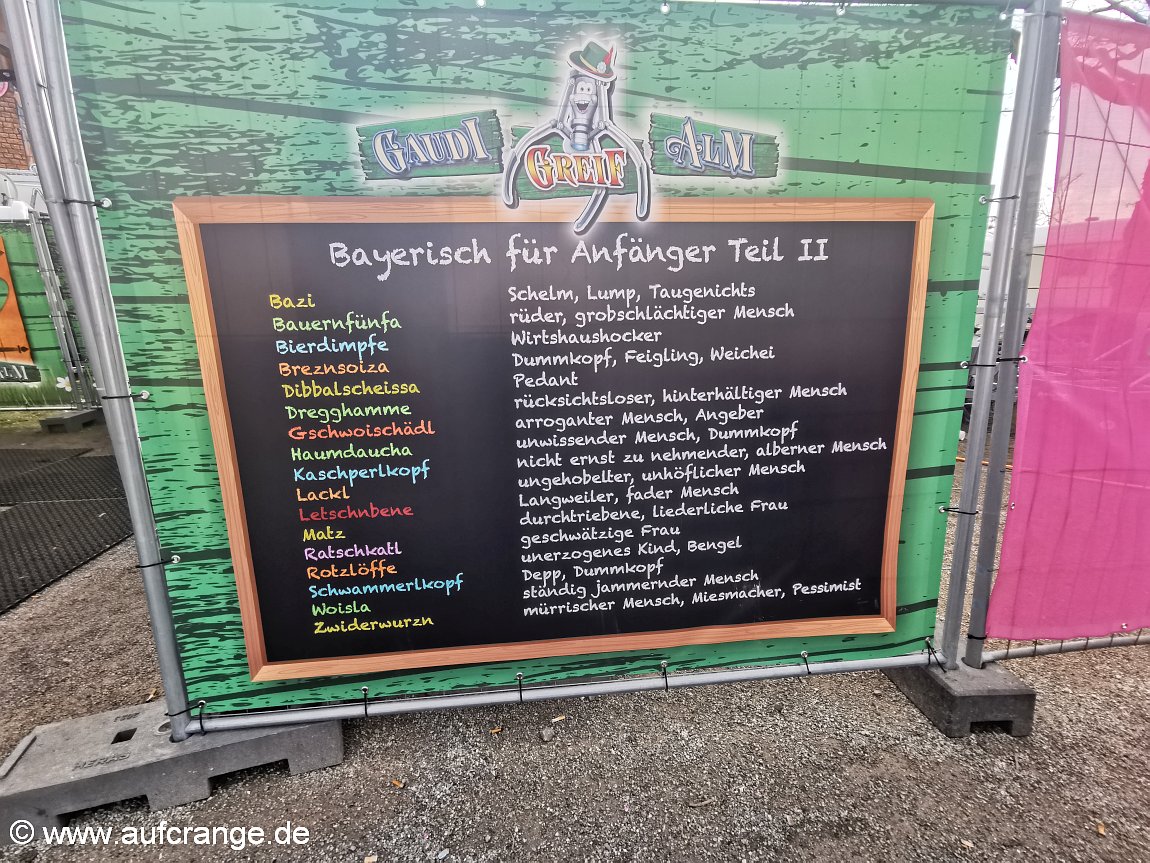 GAUDI GREIF ALM
Bayerisch für Anfänger Teil II
Bazi Schelm, Lump, Taugenichts
Bauernfünfa rüder, grobschlächtiger Mensch
Bierdimpfe Wirtshaushocker
Breznsoiza Dummkopf, Feigling, Weichei
Dibbalscheissa Pedant
Dregghamme rücksichtsloser, hinterhältiger Mensch
Gschwoischädl arroganter Mensch, Angeber
Haumdaucha unwissender Mensch, Dummkopf
Kaschperlkopf nicht ernst zu nehmender, alberner Mensch
Lackl ungehobelter, unhöflicher Mensch
Letschnbene Langweiler, fader Mensch
Matz durchtriebene, liederliche Frau
Ratschkatl geschwätzige Frau
Rotzlöffe unerzogenes Kind, Bengel
Schwammerlkopf Depp, Dummkopf
Woisla ständig jammernder Mensch
Zwiderwurzn mürrischer Mensch, Miesmacher, Pessimist
© www.aufcrange.de